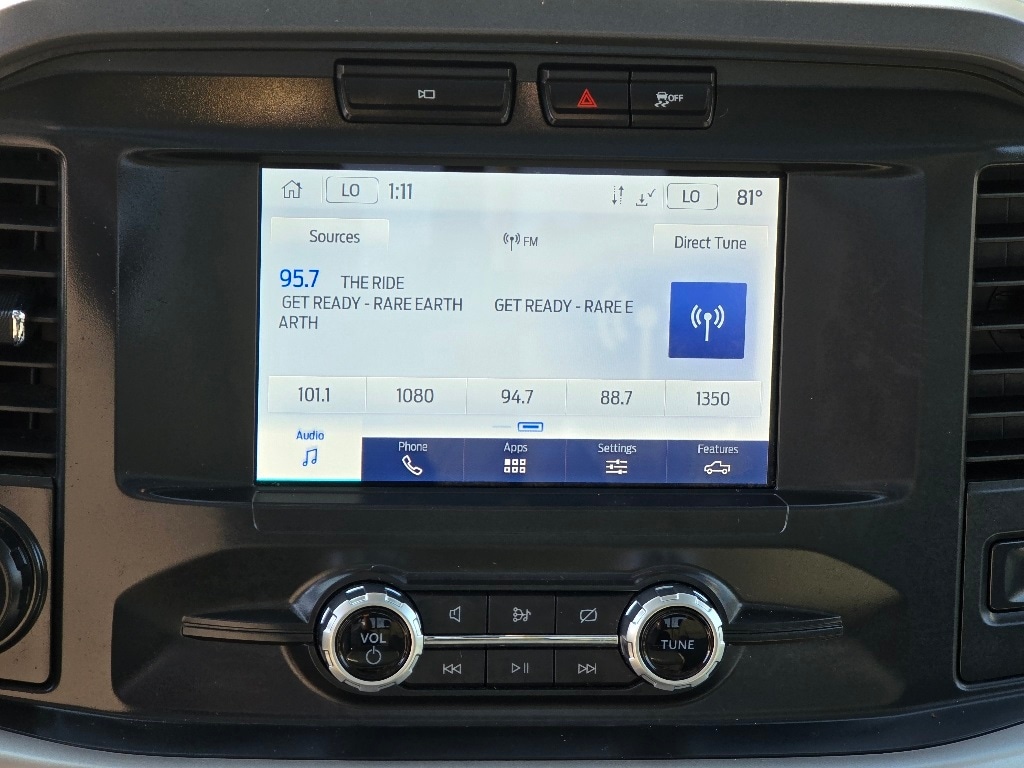 OFF
LO 1:11 LO 81°
Sources FM Direct Tune
95.7 THE RIDE
GET READY - RARE EARTH GET READY - RARE E
ARTH
101.1 1080 94.7 88.7 1350
Audio Phone Apps Settings Features
VOL TUNE